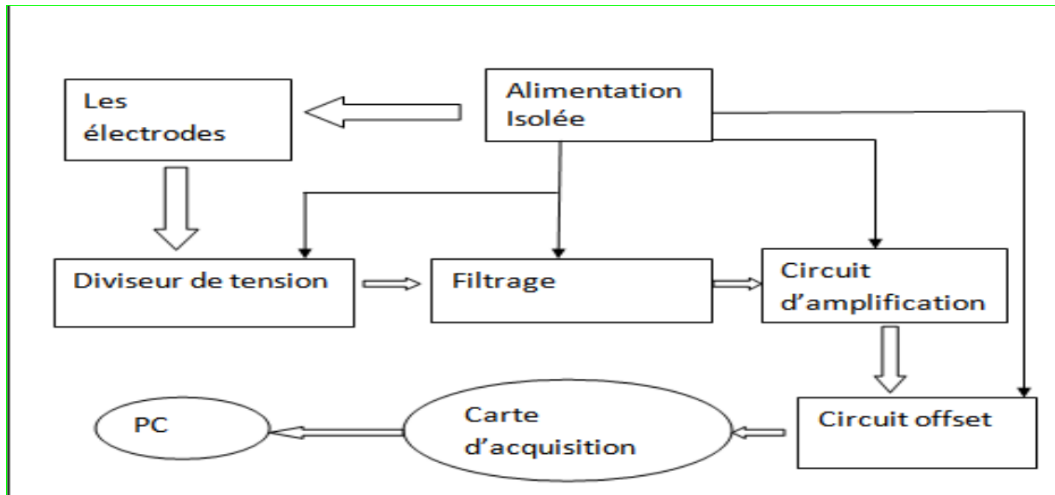 Les
électrodes
Alimentation
Isolée
Diviseur de tension
Filtrage
Circuit
d’amplification
PC
Carte
d’acquisition
Circuit offset